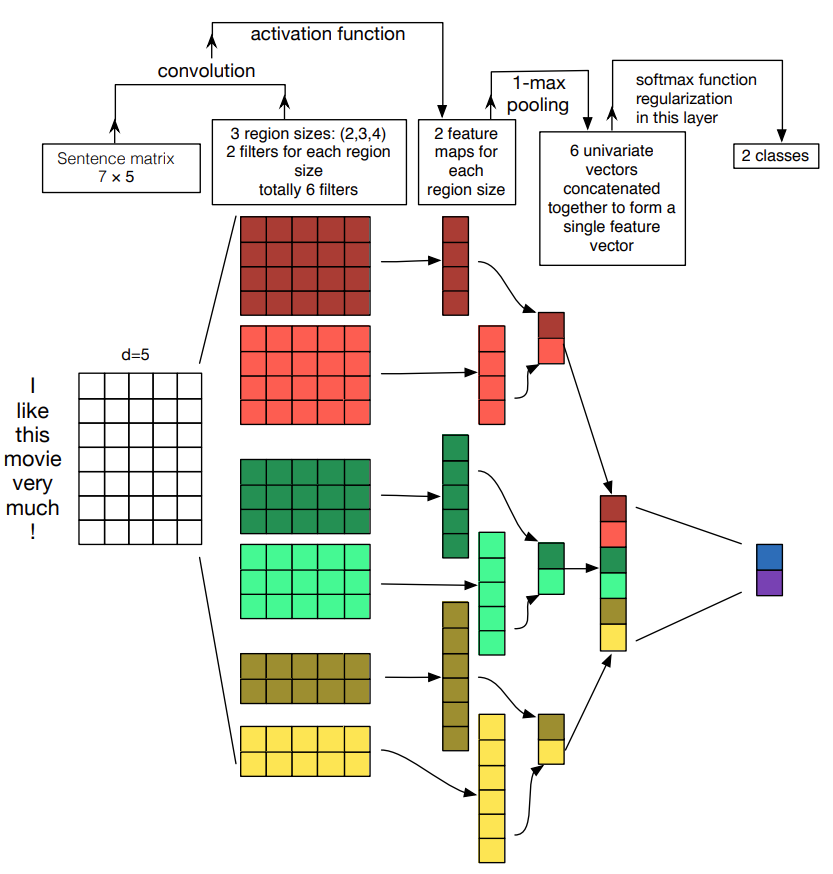 activation function
convolution
1-max
pooling
softmax function
regularization
in this layer
Sentence matrix
7 × 5
3 region sizes: (2,3,4)
2 filters for each region
size
totally 6 filters
2 feature
maps for
each
region size
6 univariate
vectors
concatenated
together to form a
single feature
vector
2 classes
d=5
I
like
this
movie
very
much
!